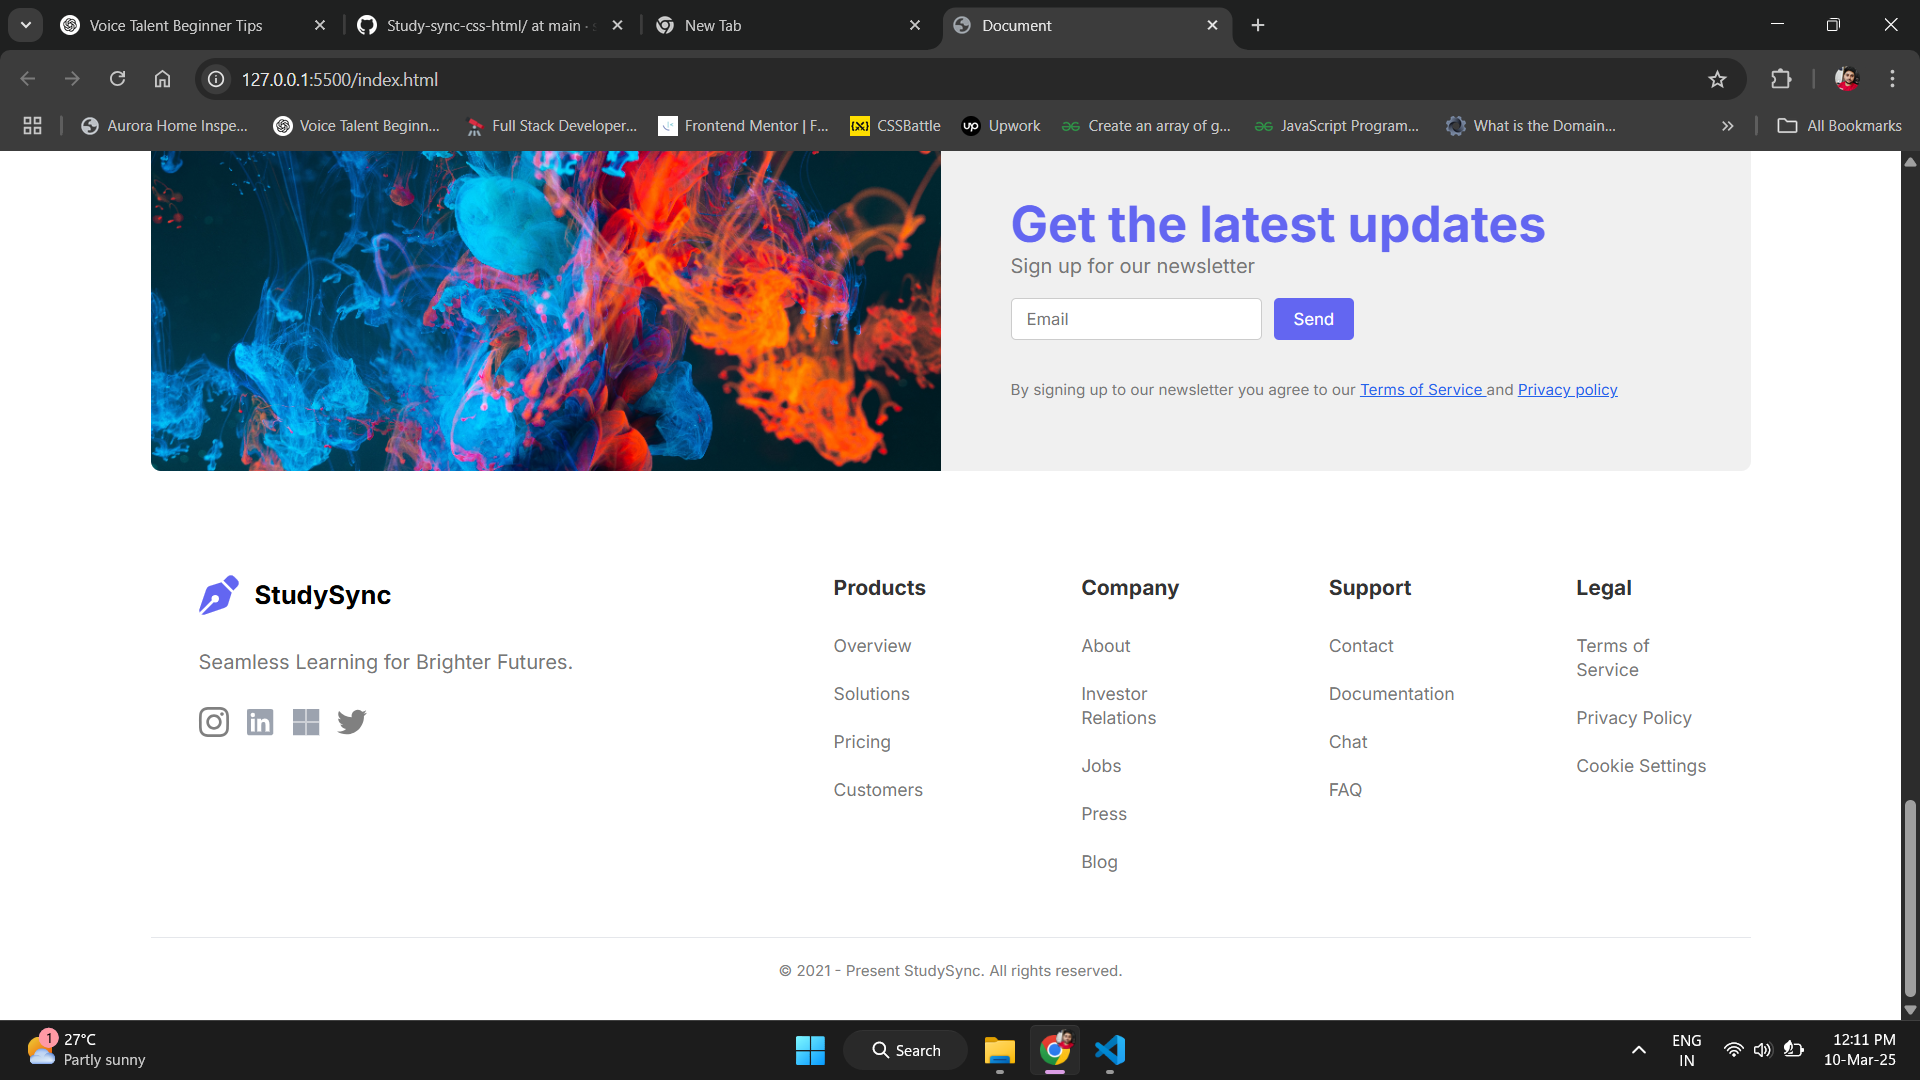 Voice Talent Beginner Tips
Study-sync-css-html/ at main ·
New Tab
Document
127.0.0.1:5500/index.html
Aurora Home Inspe...
Voice Talent Beginn...
Full Stack Developer...
Frontend Mentor | F...
CSSBattle
up Upwork
Create an array of g...
JavaScript Program...
What is the Domain...
All Bookmarks
Get the latest updates
Sign up for our newsletter
Email
Send
By signing up to our newsletter you agree to our Terms of Service and Privacy policy
StudySync
Seamless Learning for Brighter Futures.
in
Products
Overview
Solutions
Pricing
Customers
Company
About
Investor
Relations
Jobs
Press
Blog
Support
Contact
Documentation
Chat
FAQ
Legal
Terms of
Service
Privacy Policy
Cookie Settings
© 2021 - Present StudySync. All rights reserved.
1
27°C
Partly sunny
Search
ENG
IN
12:11 PM
10-Mar-25